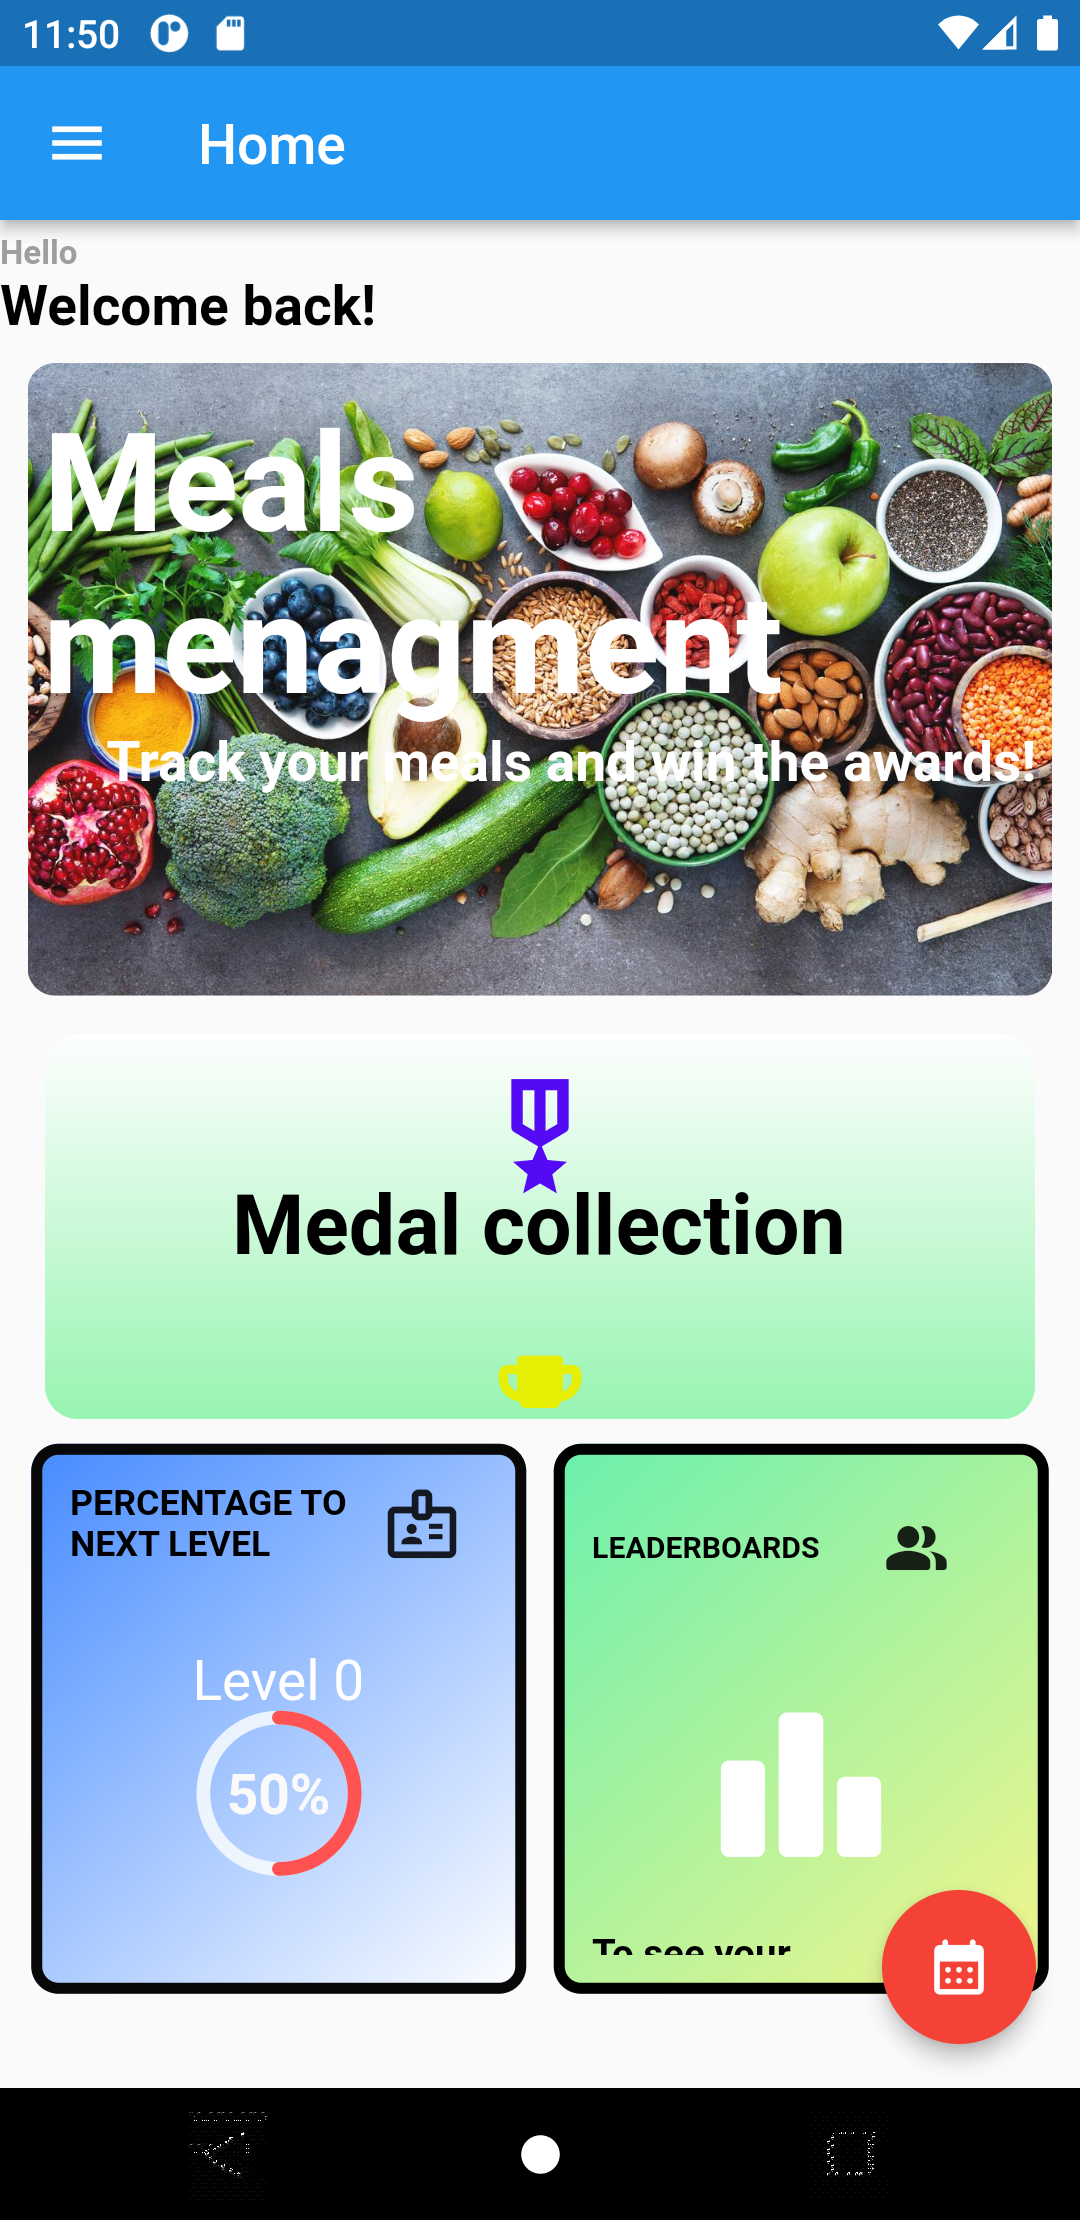 11:50
Home
Hello
Welcome back!
Meals
menagment
Track your meals and win the awards!
Medal collection
PERCENTAGE TO
NEXT LEVEL
Level 0
50%
LEADERBOARDS
To see your